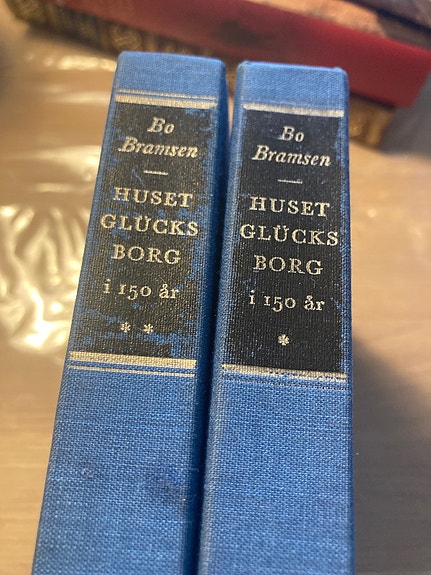 Bo
Bramsen
—
HUSET
GLÜCKS
BORG
i 150 år
* *
Bo
Bramsen
—
HUSET
GLÜCKS
BORG
i 150 år
*